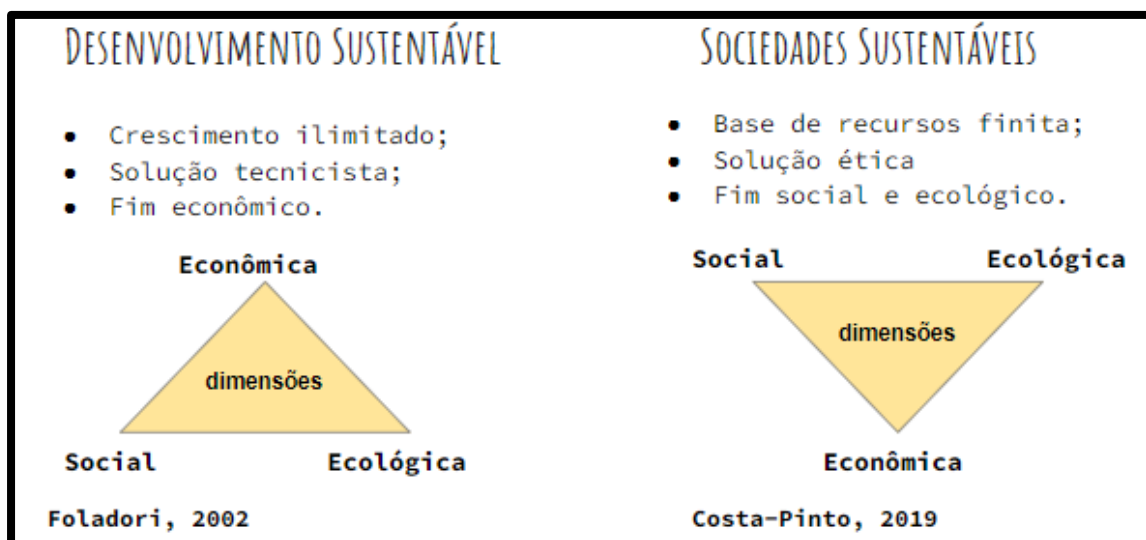 DESENVOLVIMENTO SUSTENTÁVEL
• Crescimento ilimitado;
• Solução tecnicista;
• Fim econômico.
Econômica
dimensões
Social Ecológica
Foladori, 2002
SOCIEDADES SUSTENTÁVEIS
• Base de recursos finita;
• Solução ética
• Fim social e ecológico.
Social Ecológica
dimensões
Econômica
Costa-Pinto, 2019